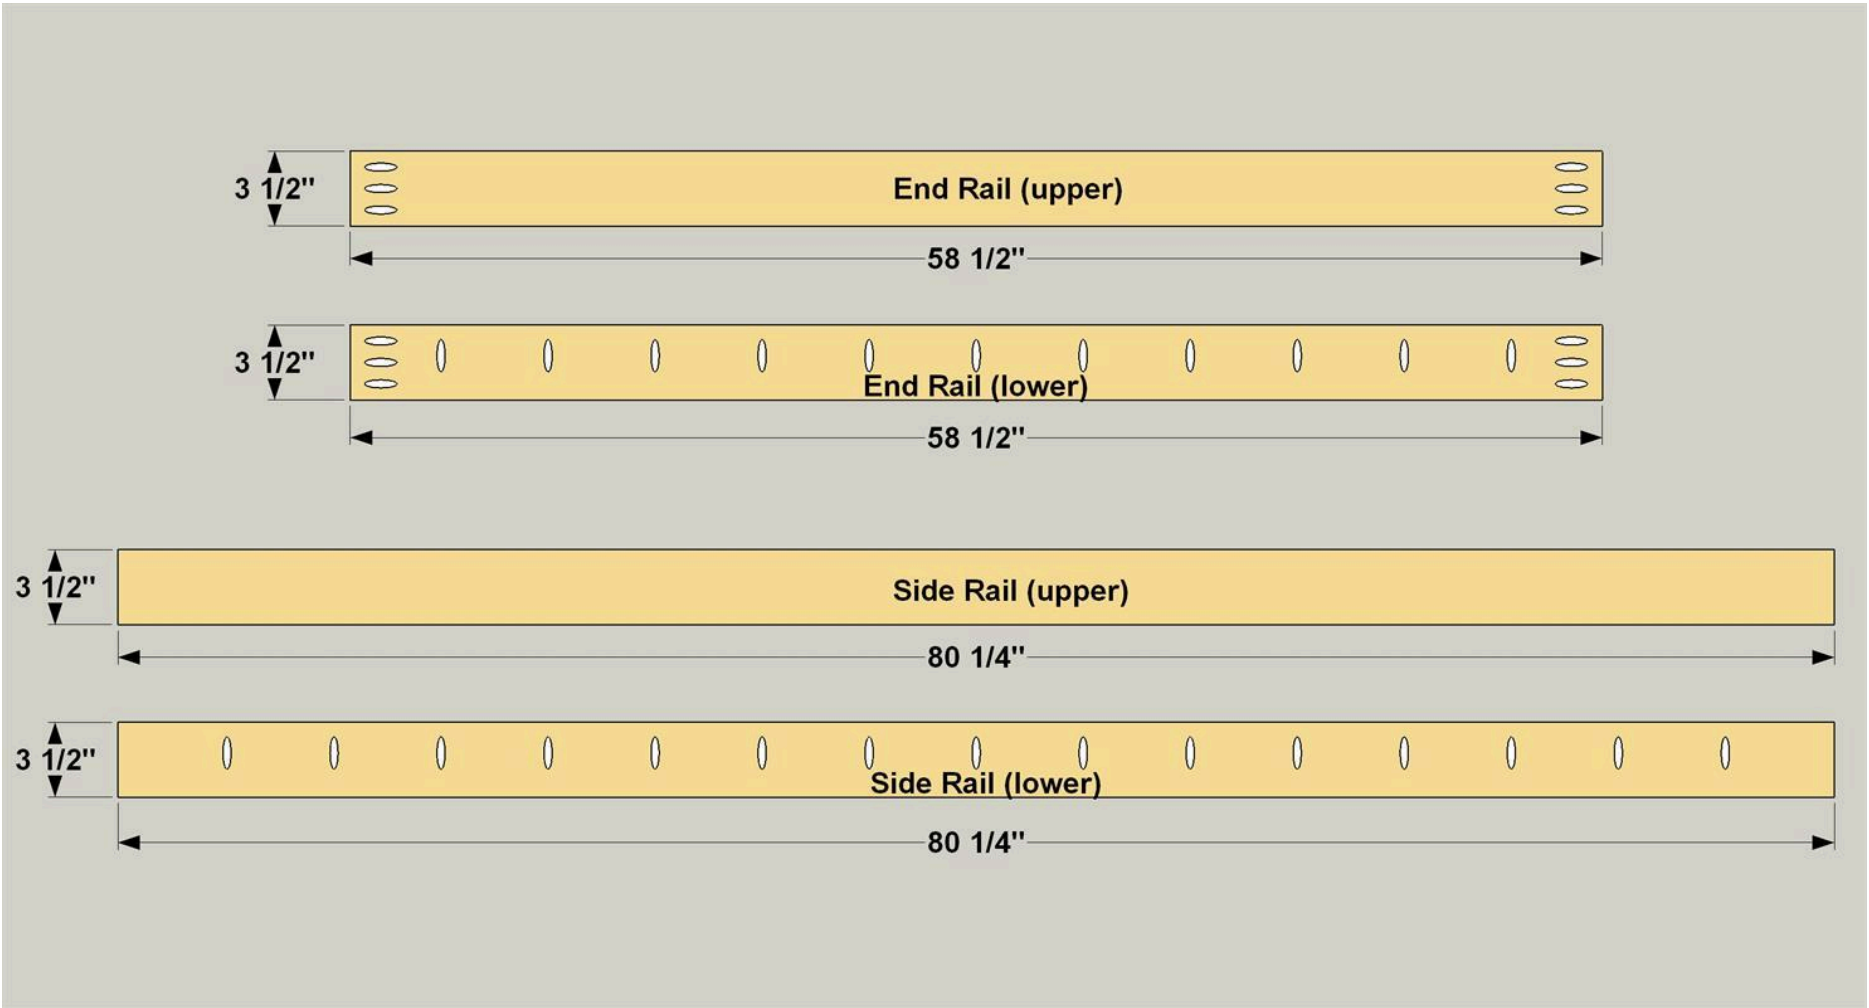 3 1/2"
End Rail (upper)
58 1/2"
3 1/2"
End Rail (lower)
58 1/2"
3 1/2"
Side Rail (upper)
80 1/4"
3 1/2"
Side Rail (lower)
80 1/4"